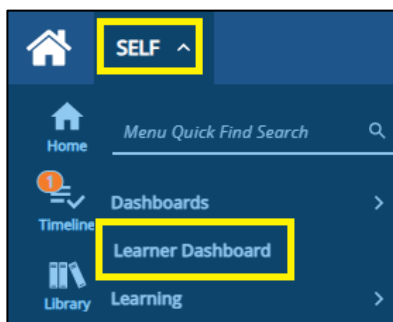 SELF
Menu Quick Find Search
Home
1
Timeline
Dashboards
Learner Dashboard
Library
Learning